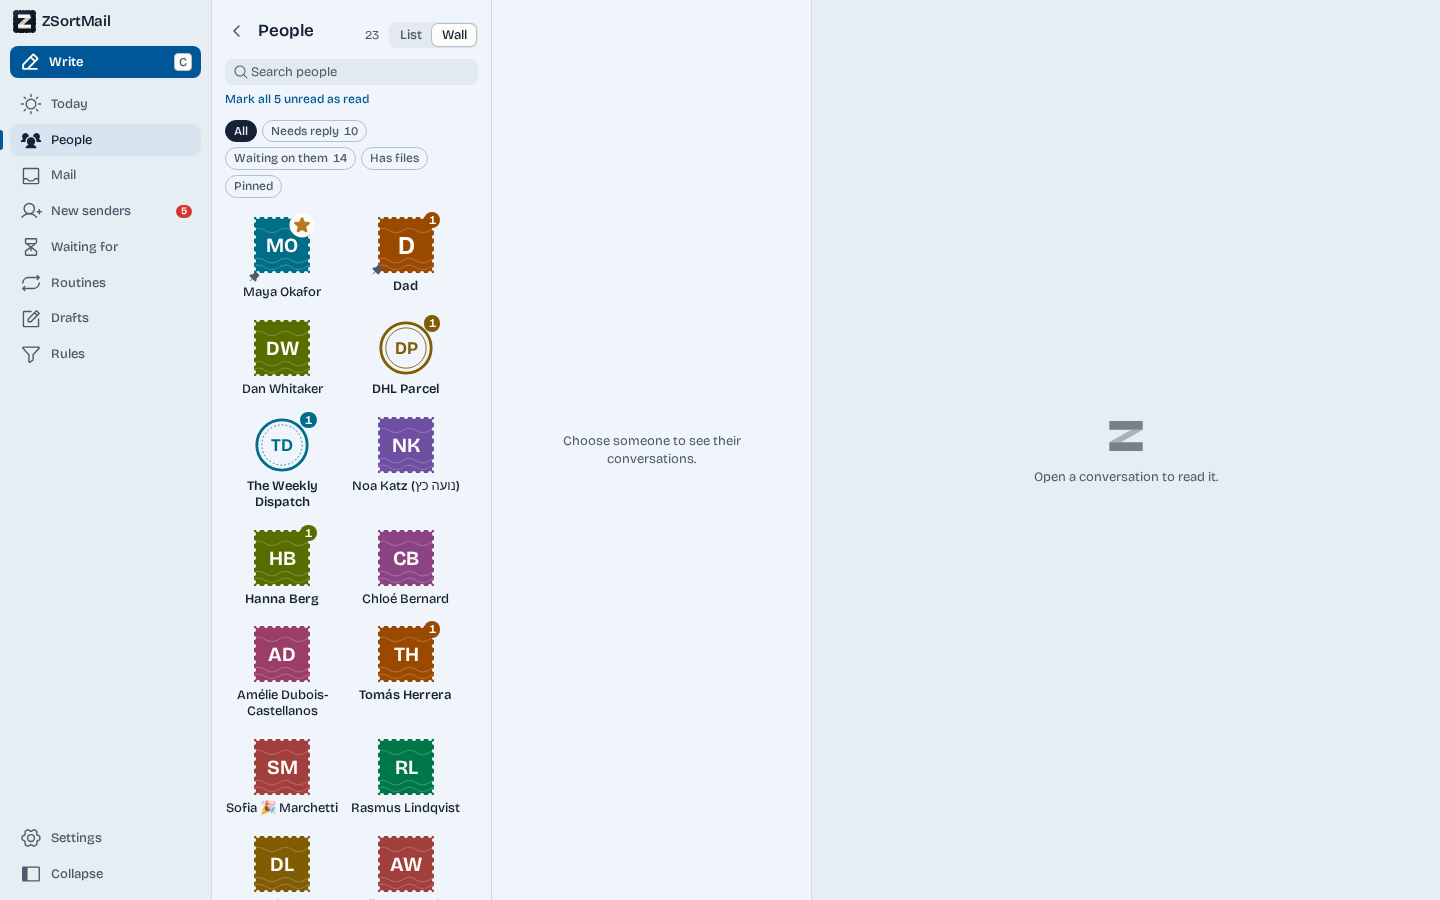 ZSortMail
Write C
Today
People
Mail
New senders 5
Waiting for
Routines
Drafts
Rules
Settings
Collapse
People 23 List Wall
Search people
Mark all 5 unread as read
All Needs reply 10
Waiting on them 14 Has files
Pinned
MO
Maya Okafor
D 1
Dad
DW
Dan Whitaker
DP 1
DHL Parcel
TD 1
The Weekly
Dispatch
NK
Noa Katz (נועה כץ)
HB 1
Hanna Berg
CB
Chloé Bernard
AD
Amélie Dubois-
Castellanos
TH 1
Tomás Herrera
SM
Sofia 🎉 Marchetti
RL
Rasmus Lindqvist
DL
AW
Choose someone to see their
conversations.
Open a conversation to read it.